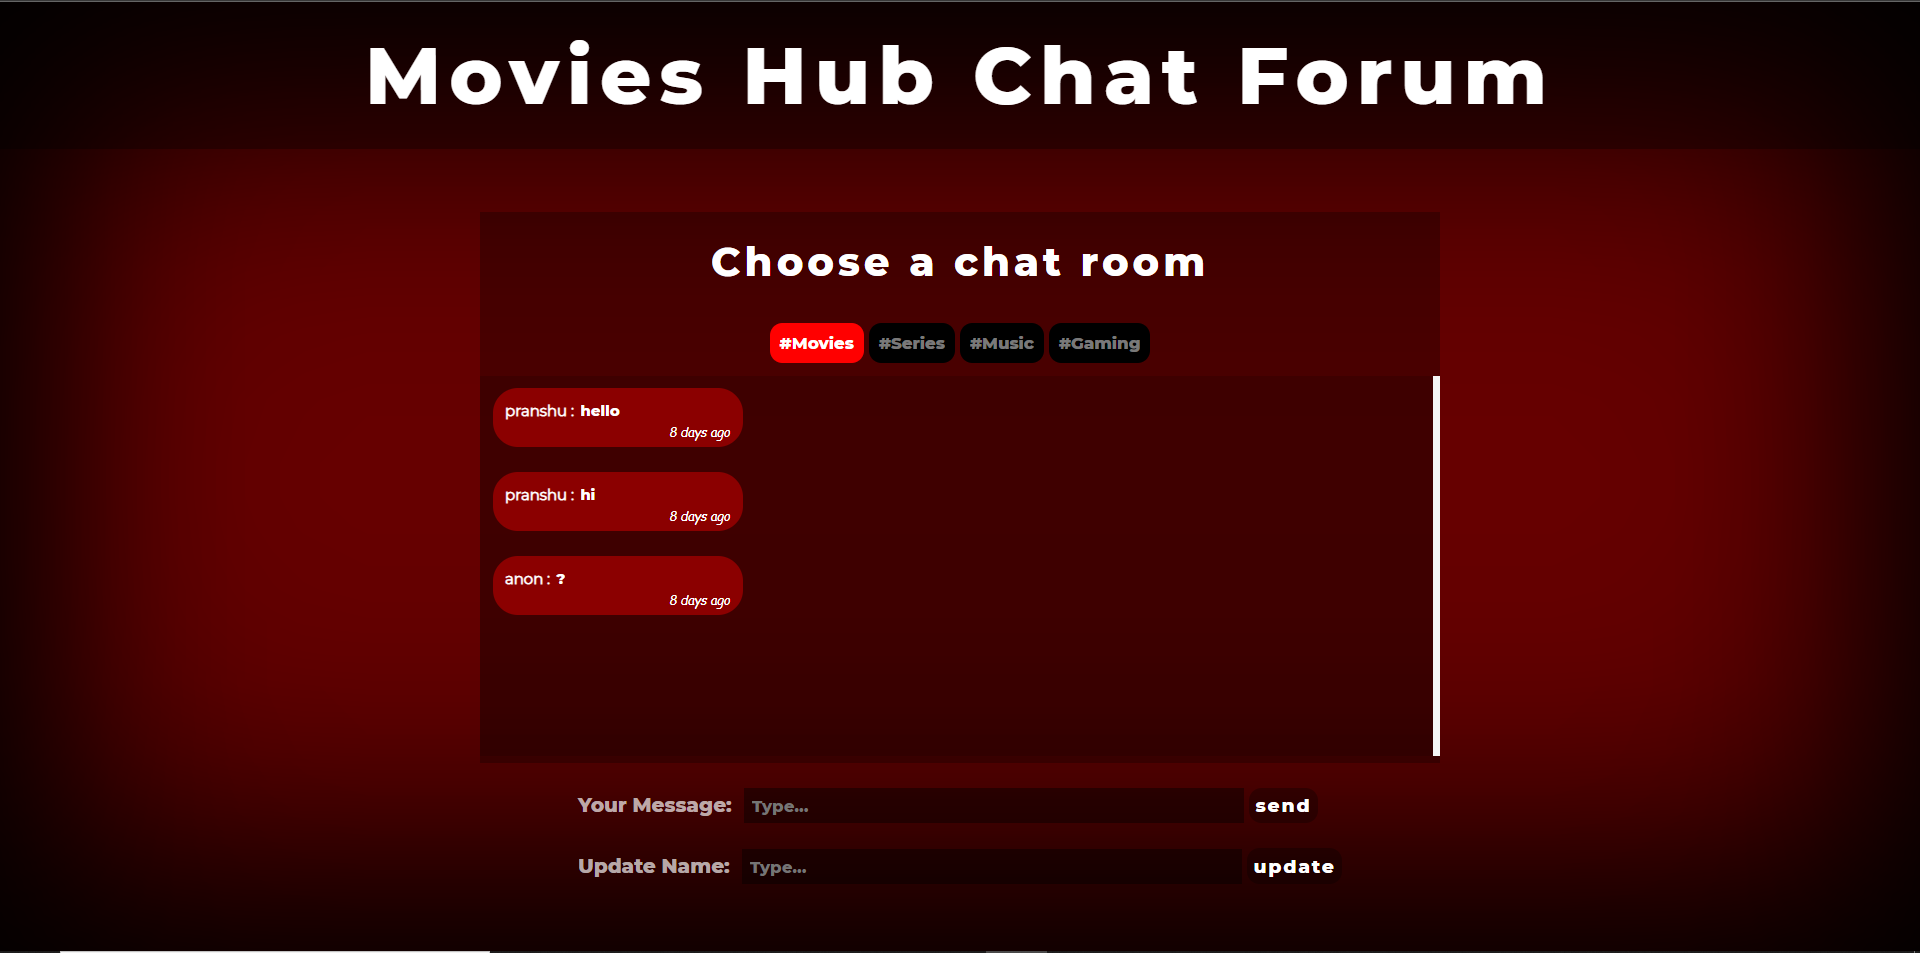 Movies Hub Chat Forum
Choose a chat room
#Movies #Series #Music #Gaming
pranshu : hello
8 days ago
pranshu : hi
8 days ago
anon : ?
8 days ago
Your Message: Type... send
Update Name: Type... update